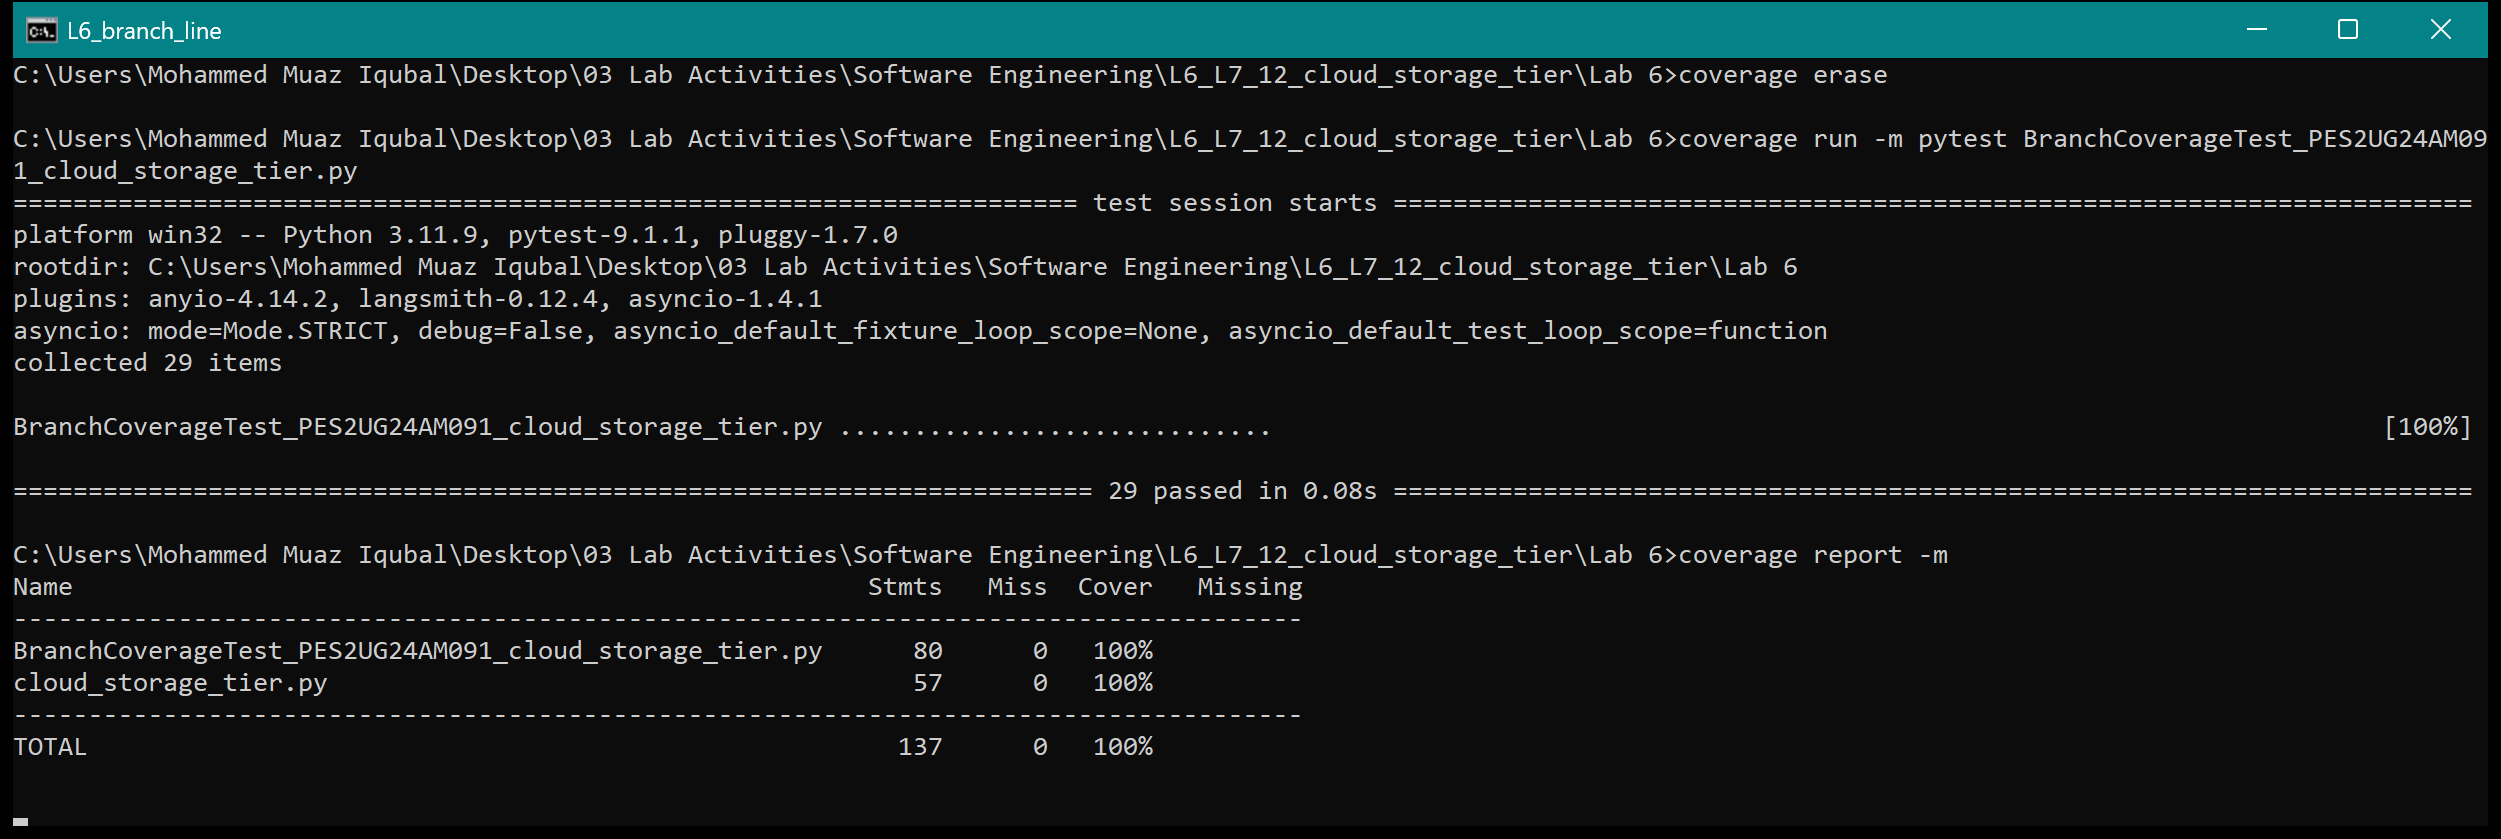 L6_branch_line
C:\Users\Mohammed Muaz Iqubal\Desktop\03 Lab Activities\Software Engineering\L6_L7_12_cloud_storage_tier\Lab 6>coverage erase
C:\Users\Mohammed Muaz Iqubal\Desktop\03 Lab Activities\Software Engineering\L6_L7_12_cloud_storage_tier\Lab 6>coverage run -m pytest BranchCoverageTest_PES2UG24AM09
1_cloud_storage_tier.py
======================================================================= test session starts ========================================================================
platform win32 -- Python 3.11.9, pytest-9.1.1, pluggy-1.7.0
rootdir: C:\Users\Mohammed Muaz Iqubal\Desktop\03 Lab Activities\Software Engineering\L6_L7_12_cloud_storage_tier\Lab 6
plugins: anyio-4.14.2, langsmith-0.12.4, asyncio-1.4.1
asyncio: mode=Mode.STRICT, debug=False, asyncio_default_fixture_loop_scope=None, asyncio_default_test_loop_scope=function
collected 29 items
BranchCoverageTest_PES2UG24AM091_cloud_storage_tier.py .............................                                                                          [100%]
======================================================================== 29 passed in 0.08s ========================================================================
C:\Users\Mohammed Muaz Iqubal\Desktop\03 Lab Activities\Software Engineering\L6_L7_12_cloud_storage_tier\Lab 6>coverage report -m
Name                                                     Stmts   Miss  Cover   Missing
--------------------------------------------------------------------------------------
BranchCoverageTest_PES2UG24AM091_cloud_storage_tier.py      80      0   100%
cloud_storage_tier.py                                       57      0   100%
--------------------------------------------------------------------------------------
TOTAL                                                      137      0   100%